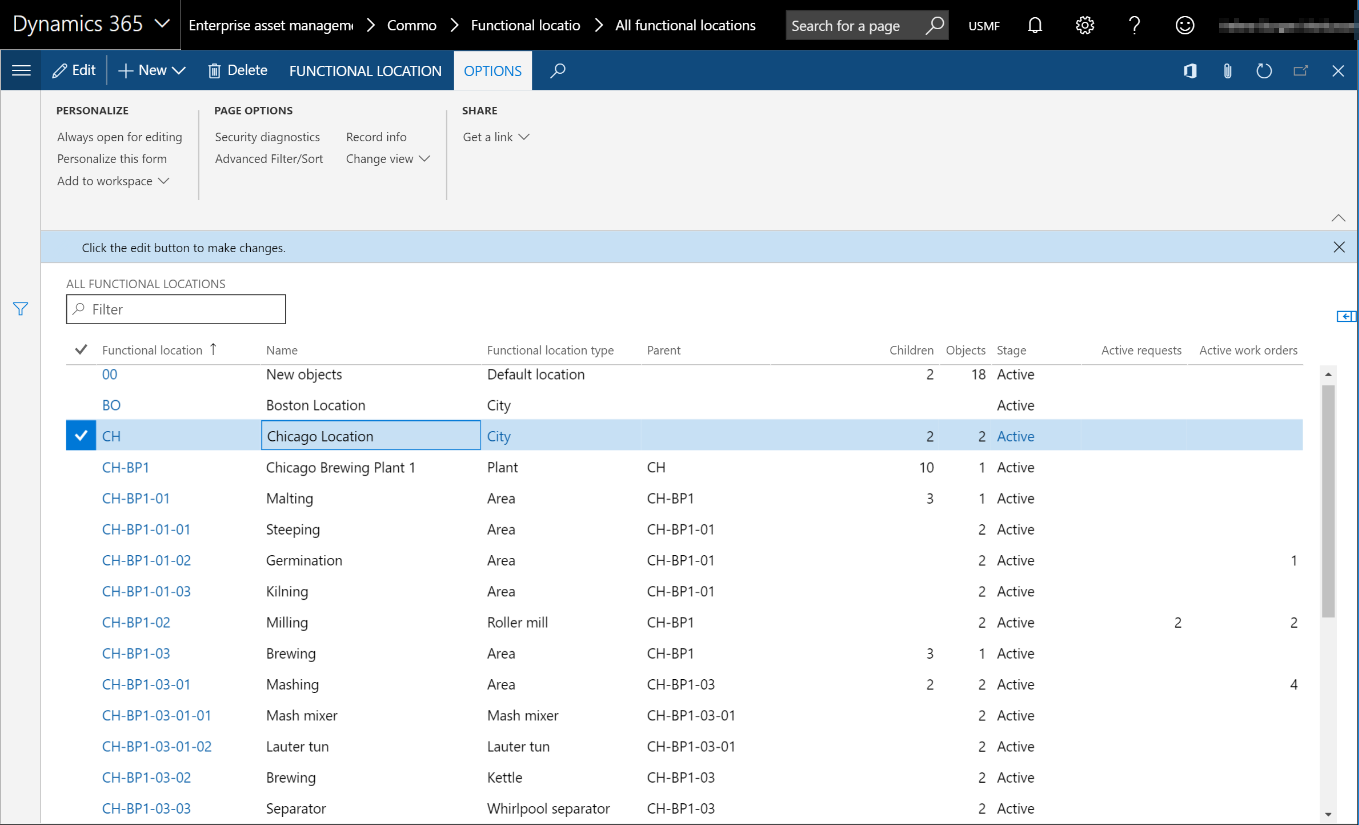 Dynamics 365 Enterprise asset managem Commo Functional locatio All functional locations Search for a page USMF
Edit New Delete FUNCTIONAL LOCATION OPTIONS
PERSONALIZE PAGE OPTIONS SHARE
Always open for editing Security diagnostics Record info Get a link
Personalize this form Advanced Filter/Sort Change view
Add to workspace
Click the edit button to make changes.
ALL FUNCTIONAL LOCATIONS
Filter
Functional location Name Functional location type Parent Children Objects Stage Active requests Active work orders
00 New objects Default location 2 18 Active
BO Boston Location City Active
CH Chicago Location City 2 2 Active
CH-BP1 Chicago Brewing Plant 1 Plant CH 10 1 Active
CH-BP1-01 Malting Area CH-BP1 3 1 Active
CH-BP1-01-01 Steeping Area CH-BP1-01 2 Active
CH-BP1-01-02 Germination Area CH-BP1-01 2 Active 1
CH-BP1-01-03 Kilning Area CH-BP1-01 2 Active
CH-BP1-02 Milling Roller mill CH-BP1 2 Active 2 2
CH-BP1-03 Brewing Area CH-BP1 3 1 Active
CH-BP1-03-01 Mashing Area CH-BP1-03 2 2 Active 4
CH-BP1-03-01-01 Mash mixer Mash mixer CH-BP1-03-01 2 Active
CH-BP1-03-01-02 Lauter tun Lauter tun CH-BP1-03-01 2 Active
CH-BP1-03-02 Brewing Kettle CH-BP1-03 2 Active
CH-BP1-03-03 Separator Whirlpool separator CH-BP1-03 2 Active